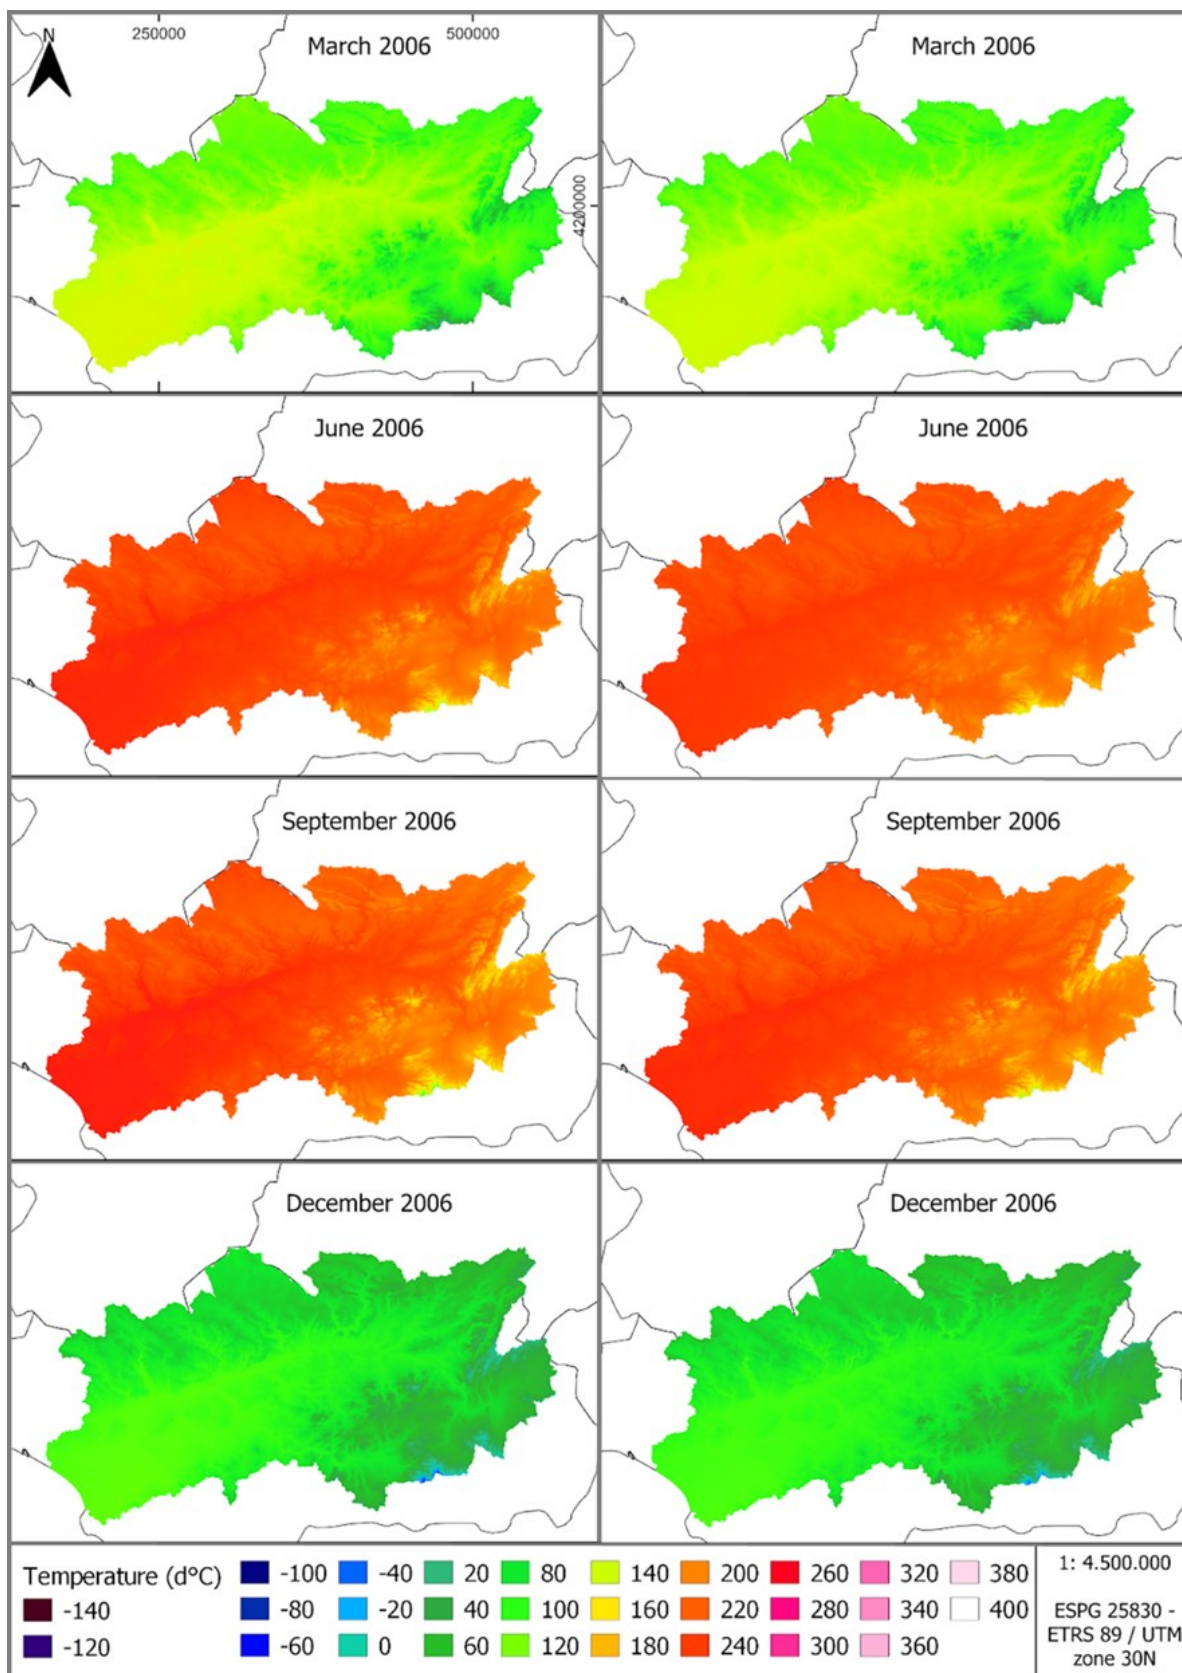 N
250000
500000
March 2006
March 2006
4200000
June 2006
June 2006
September 2006
September 2006
December 2006
December 2006
Temperature (d°C)
-140
-120
-100
-80
-60
-40
-20
0
20
40
60
80
100
120
140
160
180
200
220
240
260
280
300
320
340
360
380
400
1: 4.500.000
ESPG 25830 -
ETRS 89 / UTM
zone 30N